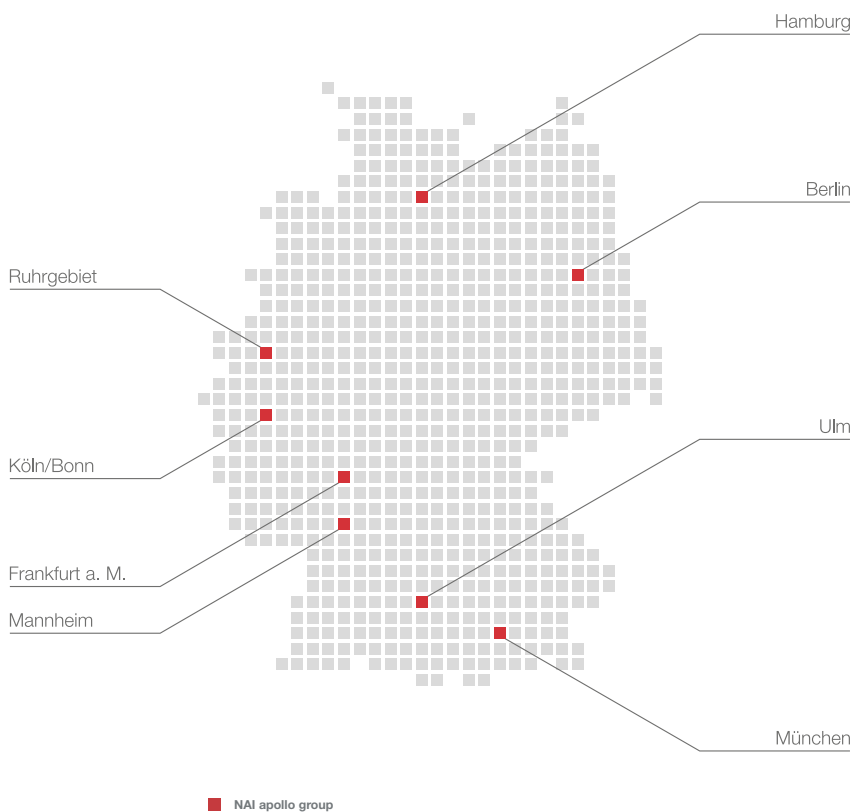 Hamburg
Berlin
Ruhrgebiet
Ulm
Köln/Bonn
Frankfurt a. M.
Mannheim
München
NAI apollo group